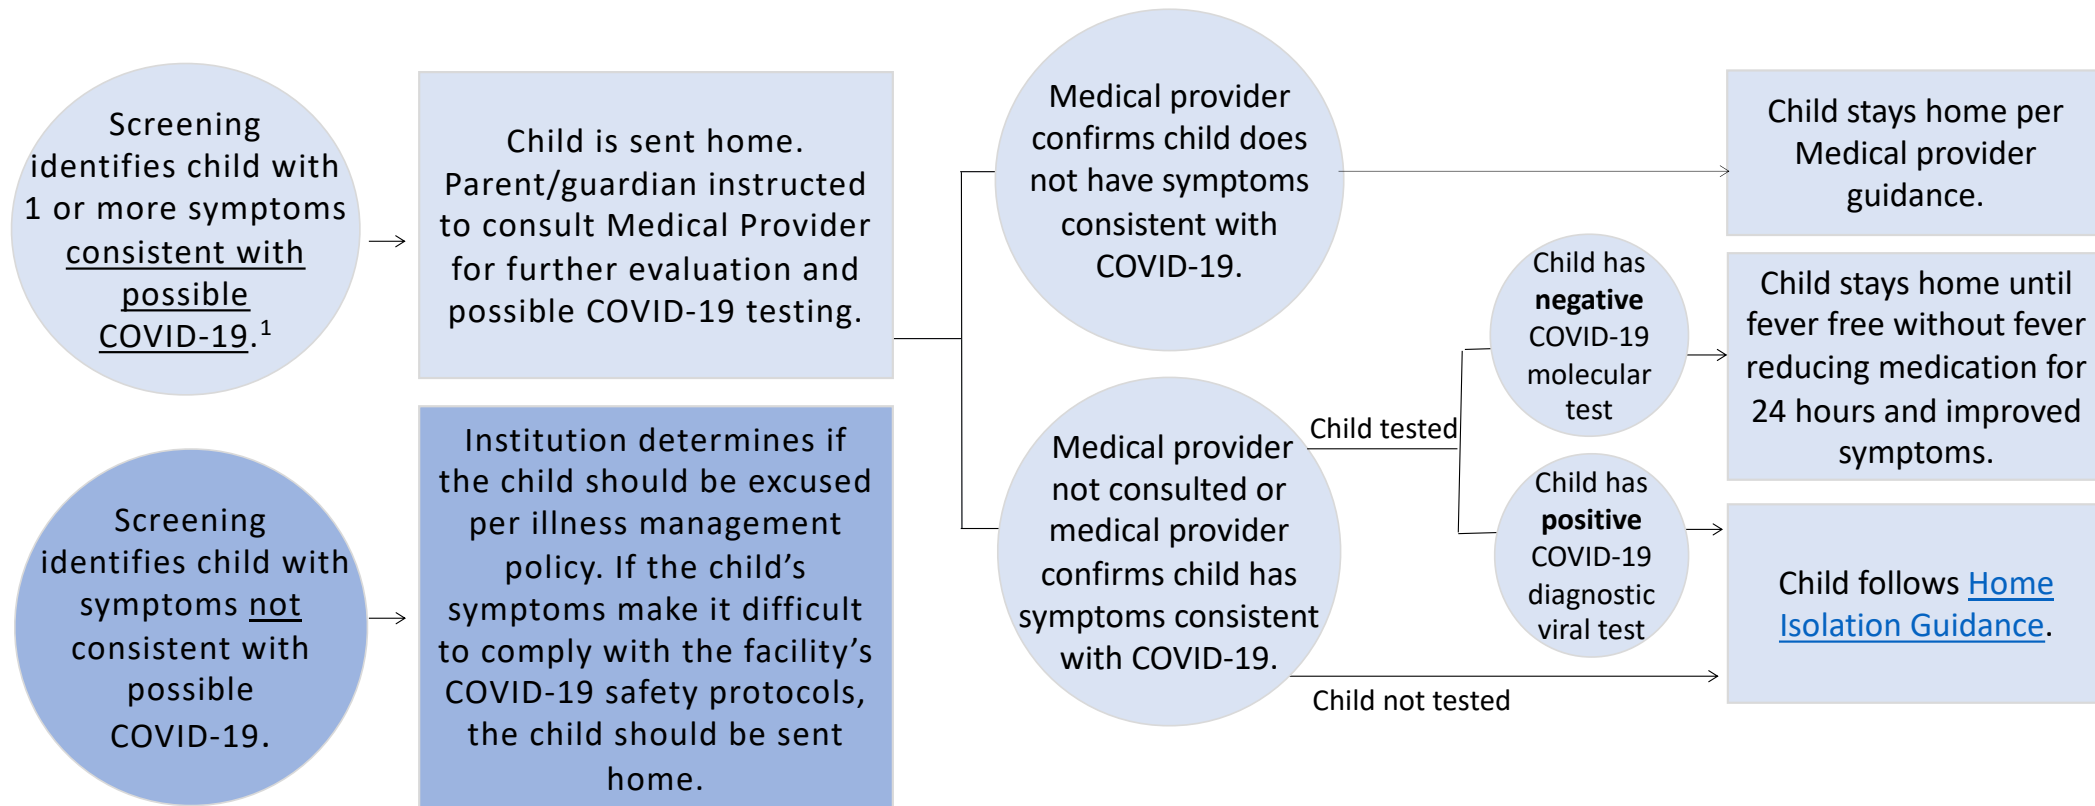 Screening
identifies child with
1 or more symptoms
consistent with
possible
COVID-19.1
Child is sent home.
Parent/guardian instructed
to consult Medical Provider
for further evaluation and
possible COVID-19 testing.
Medical provider
confirms child does
not have symptoms
consistent with
COVID-19.
Child stays home per
Medical provider
guidance.
Screening
identifies child with
symptoms not
consistent with
possible
COVID-19.
Institution determines if
the child should be excused
per illness management
policy. If the child’s
symptoms make it difficult
to comply with the facility’s
COVID-19 safety protocols,
the child should be sent
home.
Medical provider
not consulted or
medical provider
confirms child has
symptoms consistent
with COVID-19.
Child tested
Child has
negative
COVID-19
molecular
test
Child stays home until
fever free without fever
reducing medication for
24 hours and improved
symptoms.
Child has
positive
COVID-19
diagnostic
viral test
Child not tested
Child follows Home
Isolation Guidance.